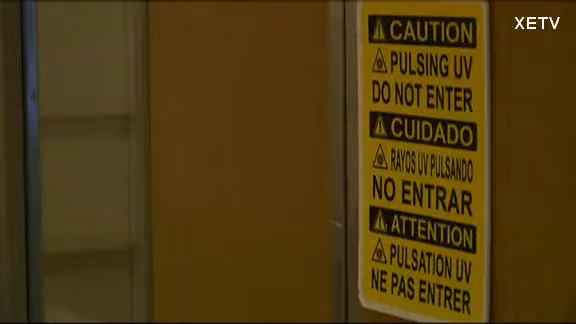 XETV
CAUTION
PULSING UV
DO NOT ENTER
CUIDADO
RAYOS UV PULSANDO
NO ENTRAR
ATTENTION
PULSATION UV
NE PAS ENTRER